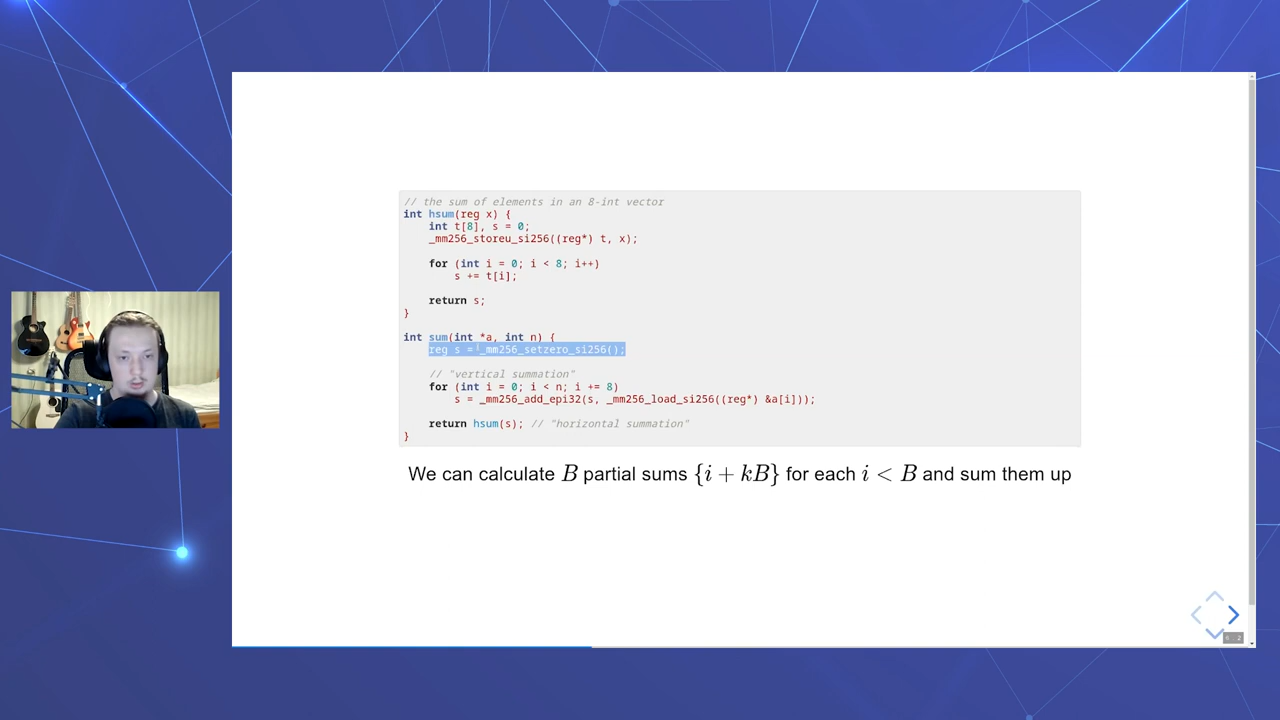 // the sum of elements in an 8-int vector
int hsum(reg x) {
    int t[8], s = 0;
    _mm256_storeu_si256((reg*) t, x);
    for (int i = 0; i < 8; i++)
        s += t[i];
    return s;
}
int sum(int *a, int n) {
    reg s = _mm256_setzero_si256();
    // "vertical summation"
    for (int i = 0; i < n; i += 8)
        s = _mm256_add_epi32(s, _mm256_load_si256((reg*) &a[i]));
    return hsum(s); // "horizontal summation"
}
We can calculate B partial sums {i + kB} for each i < B and sum them up